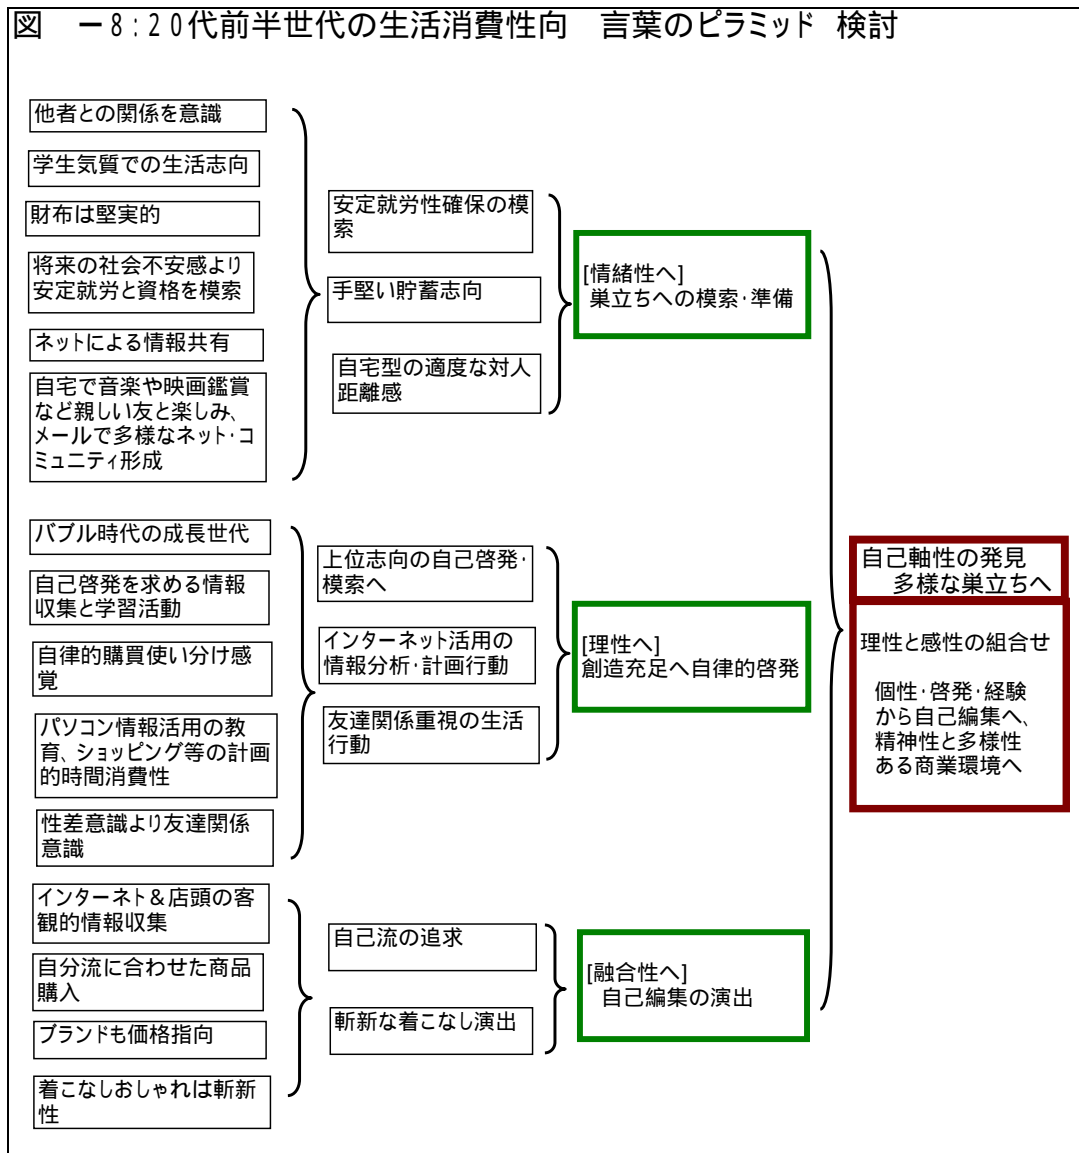 図　ー8:20代前半世代の生活消費性向　言葉のピラミッド 検討
他者との関係を意識
学生気質での生活志向
財布は堅実的
将来の社会不安感より
安定就労と資格を模索
ネットによる情報共有
自宅で音楽や映画鑑賞
など親しい友と楽しみ、
メールで多様なネット・コ
ミュニティ形成
安定就労性確保の模
索
手堅い貯蓄志向
自宅型の適度な対人
距離感
[情緒性へ]
巣立ちへの模索・準備
バブル時代の成長世代
自己啓発を求める情報
収集と学習活動
自律的購買使い分け感
覚
パソコン情報活用の教
育、ショッピング等の計画
的時間消費性
性差意識より友達関係
意識
上位志向の自己啓発・
模索へ
インターネット活用の
情報分析・計画行動
友達関係重視の生活
行動
[理性へ]
創造充足へ自律的啓発
インターネト＆店頭の客
観的情報収集
自分流に合わせた商品
購入
ブランドも価格指向
着こなしおしゃれは斬新
性
自己流の追求
斬新な着こなし演出
[融合性へ]
自己編集の演出
自己軸性の発見
多様な巣立ちへ
理性と感性の組合せ
個性・啓発・経験
から自己編集へ、
精神性と多様性
ある商業環境へ